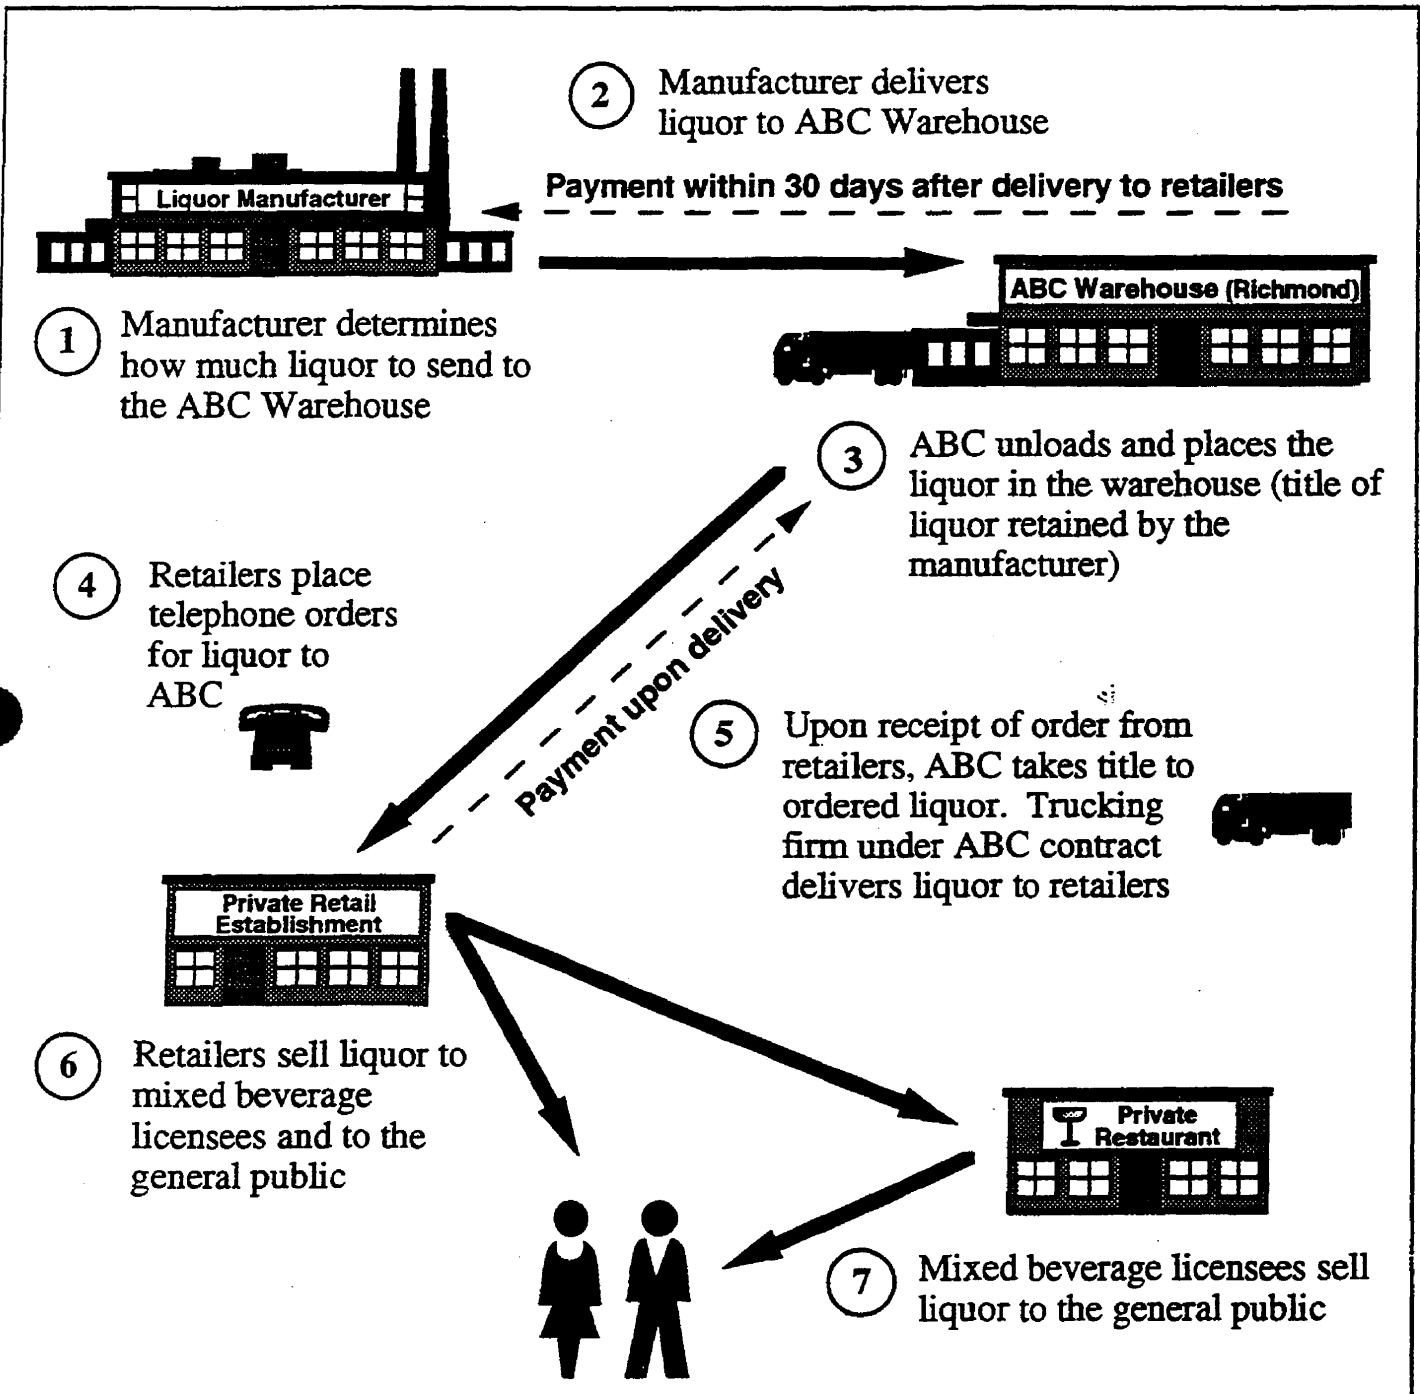 2
Manufacturer delivers
liquor to ABC Warehouse
Payment within 30 days after delivery to retailers
Liquor Manufacturer
ABC Warehouse (Richmond)
1
Manufacturer determines
how much liquor to send to
the ABC Warehouse
3
ABC unloads and places the
liquor in the warehouse (title of
liquor retained by the
manufacturer)
4
Retailers place
telephone orders
for liquor to
ABC
Payment upon delivery
5
Upon receipt of order from
retailers, ABC takes title to
ordered liquor. Trucking
firm under ABC contract
delivers liquor to retailers
Private Retail
Establishment
6
Retailers sell liquor to
mixed beverage
licensees and to the
general public
Private
Restaurant
7
Mixed beverage licensees sell
liquor to the general public